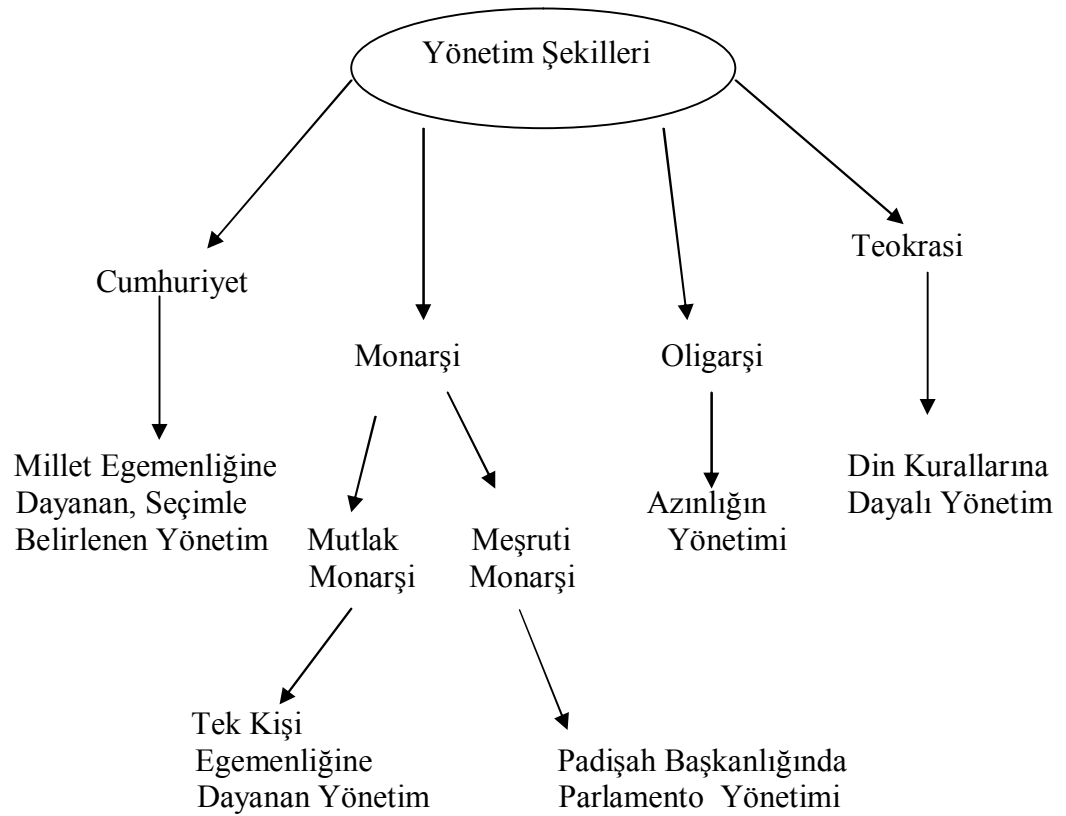 Yönetim Şekilleri
Cumhuriyet
Millet Egemenliğine
Dayanan, Seçimle
Belirlenen Yönetim
Monarşi
Mutlak
Monarşi
Tek Kişi
Egemenliğine
Dayanan Yönetim
Meşruti
Monarşi
Padişah Başkanlığında
Parlamento Yönetimi
Oligarşi
Azınlığın
Yönetimi
Teokrasi
Din Kurallarına
Dayalı Yönetim